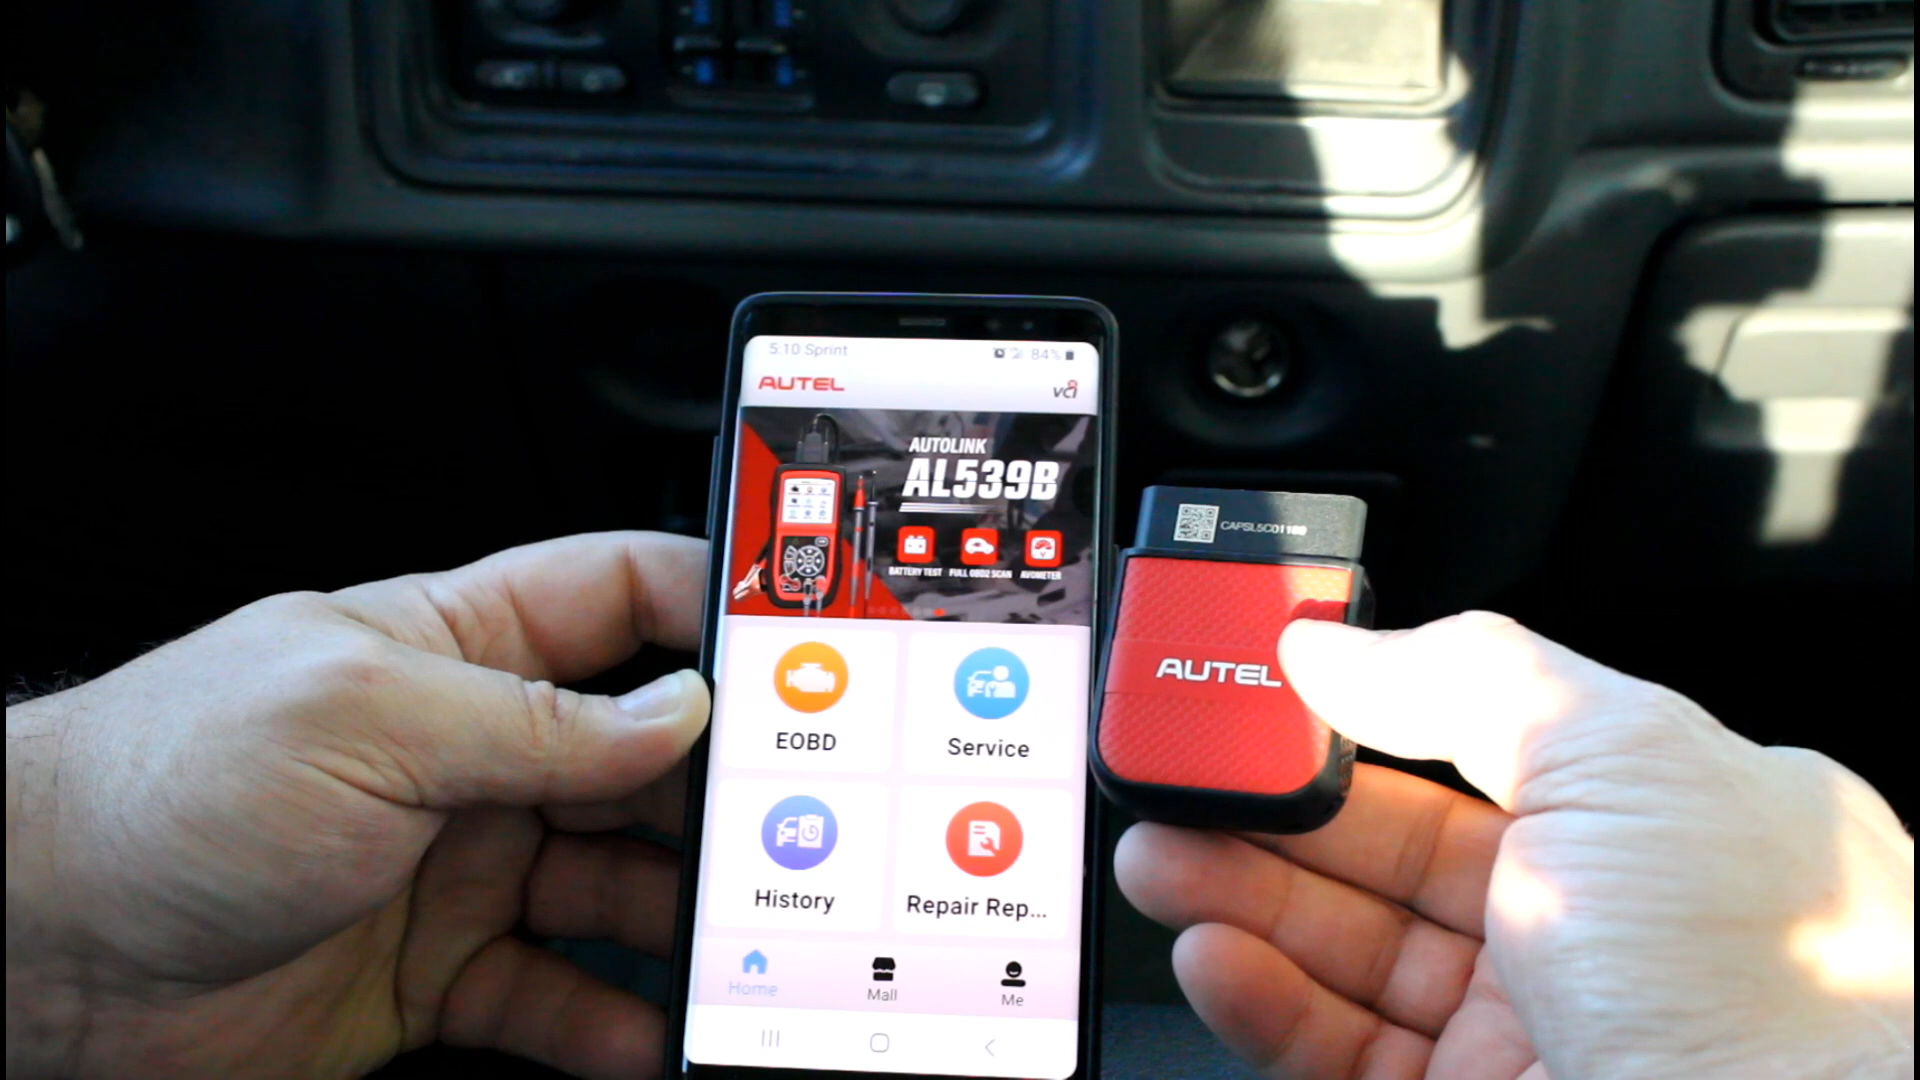 5:10 Sprint
84%
AUTEL
vci
AUTOLINK
AL539B
BATTERY TEST FULL OBD2 SCAN AVOMETER
EOBD
Service
History
Repair Rep...
Home
Mall
Me
CAPSL5C01180
AUTEL